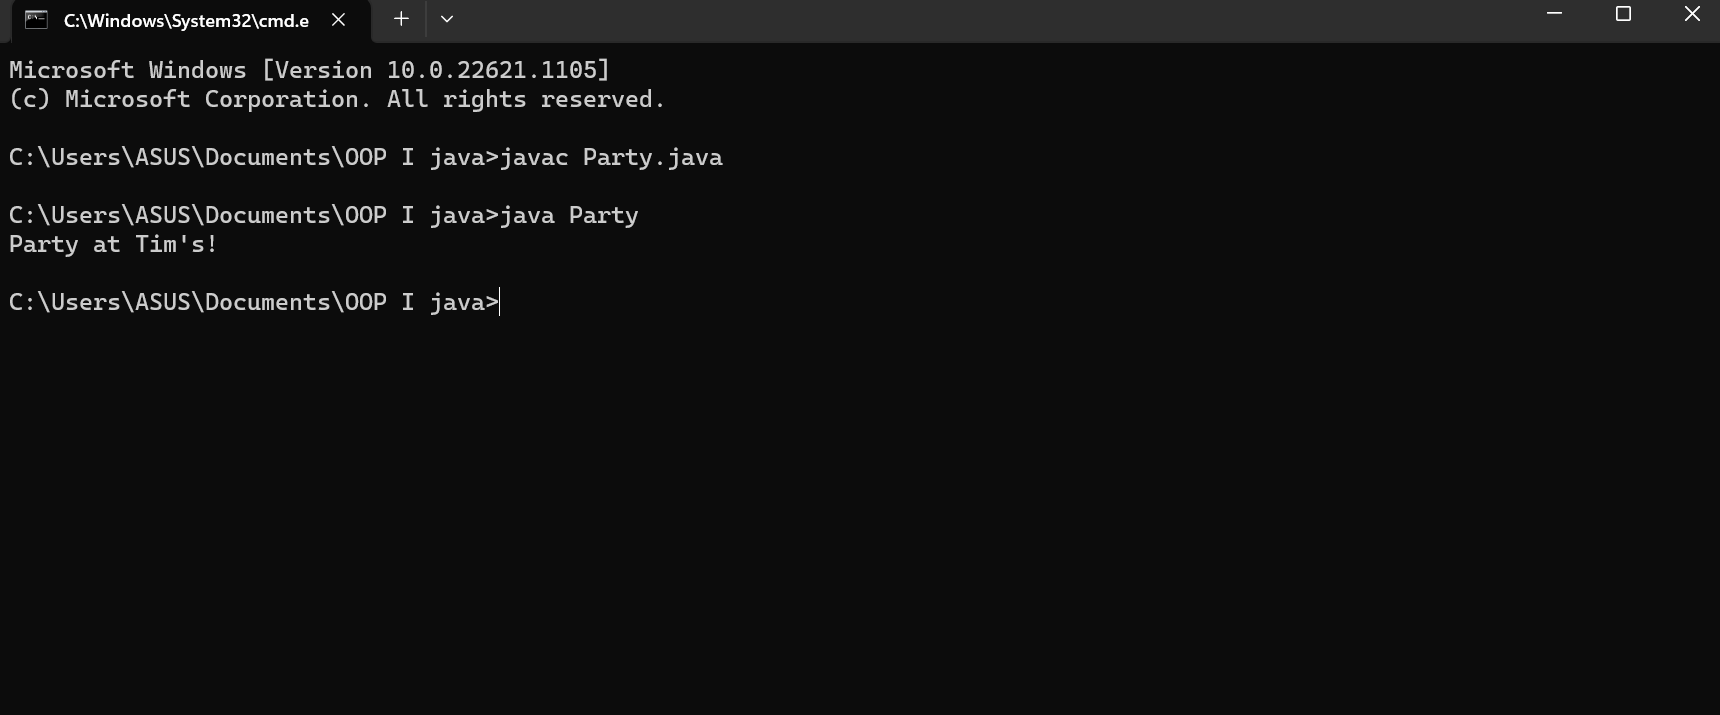 C:\Windows\System32\cmd.e
Microsoft Windows [Version 10.0.22621.1105]
(c) Microsoft Corporation. All rights reserved.
C:\Users\ASUS\Documents\OOP I java>javac Party.java
C:\Users\ASUS\Documents\OOP I java>java Party
Party at Tim's!
C:\Users\ASUS\Documents\OOP I java>